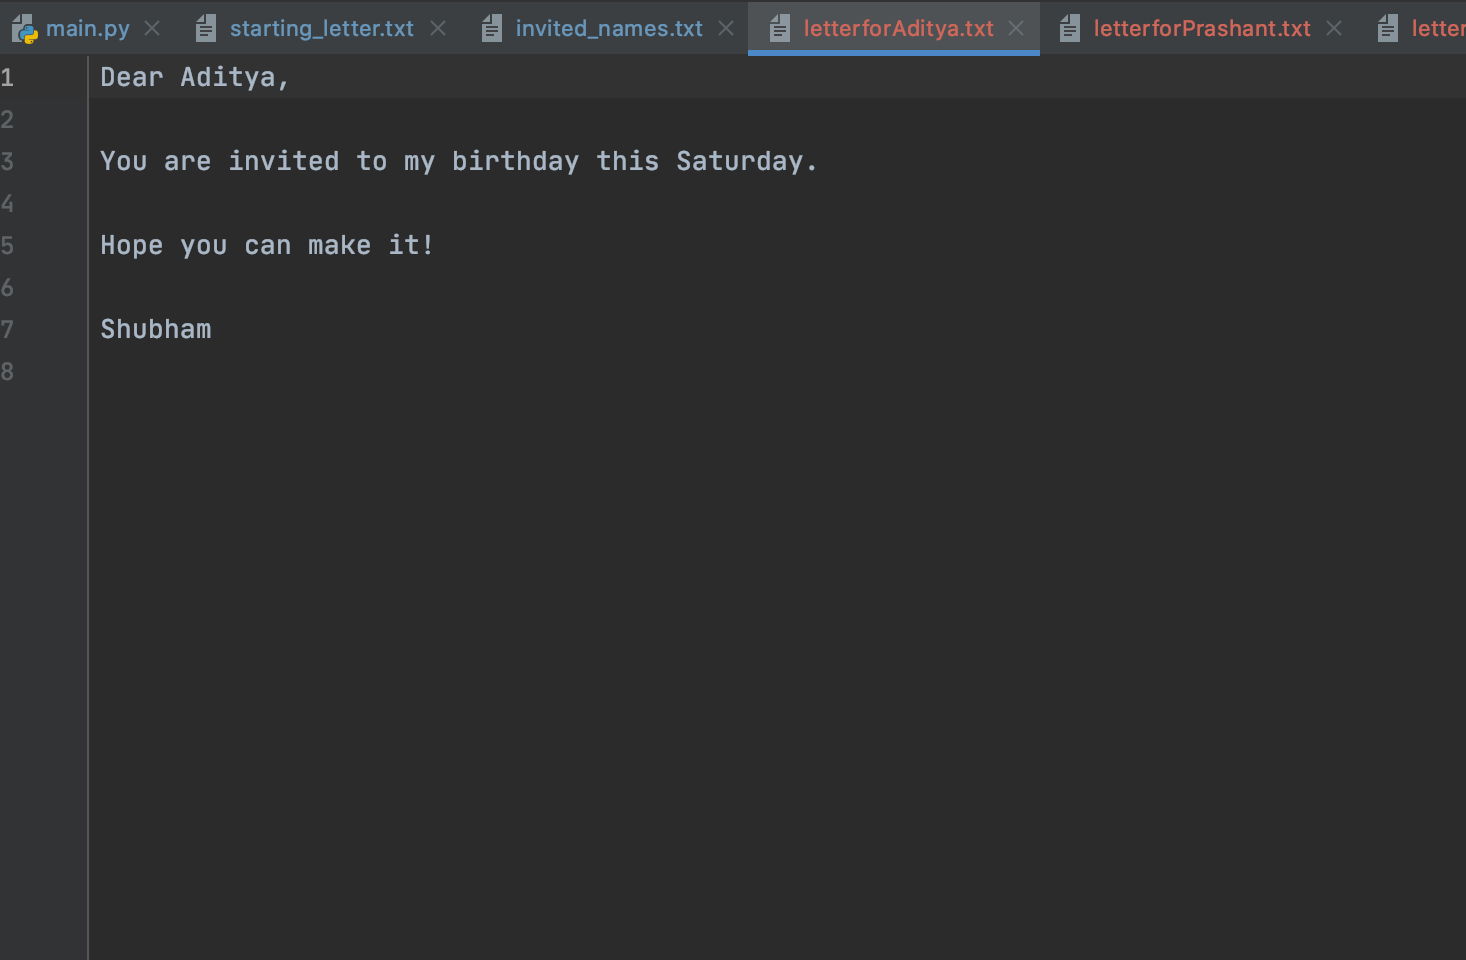 main.py starting_letter.txt invited_names.txt letterforAditya.txt letterforPrashant.txt letter
1 Dear Aditya,
2
3 You are invited to my birthday this Saturday.
4
5 Hope you can make it!
6
7 Shubham
8